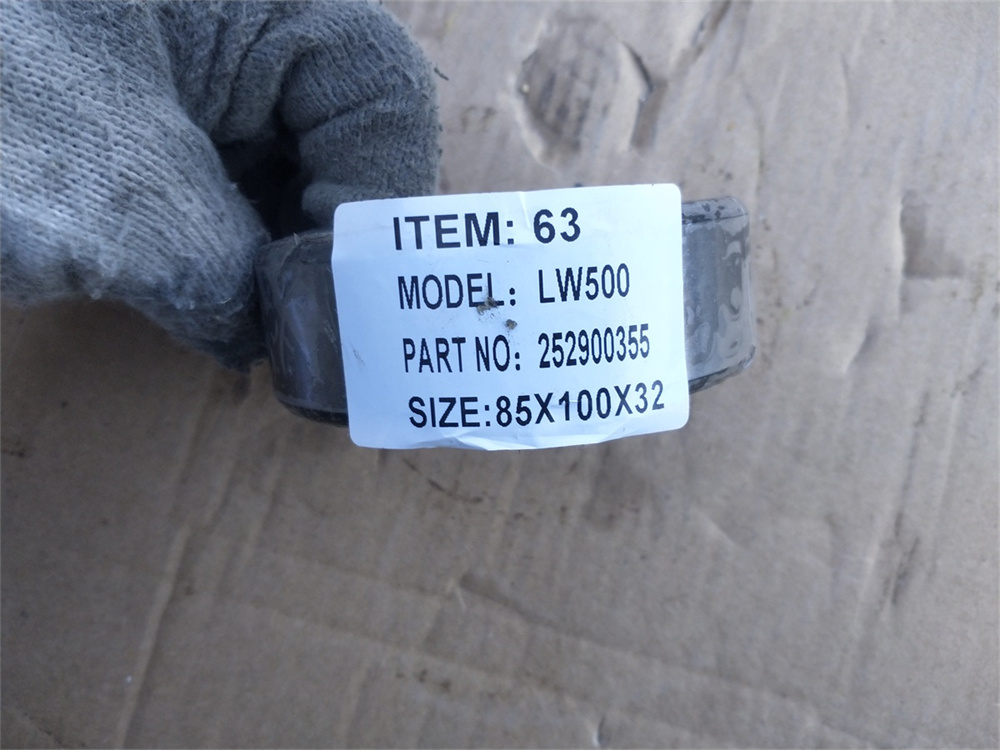 ITEM: 63
MODEL: LW500
PART NO: 252900355
SIZE:85X100X32